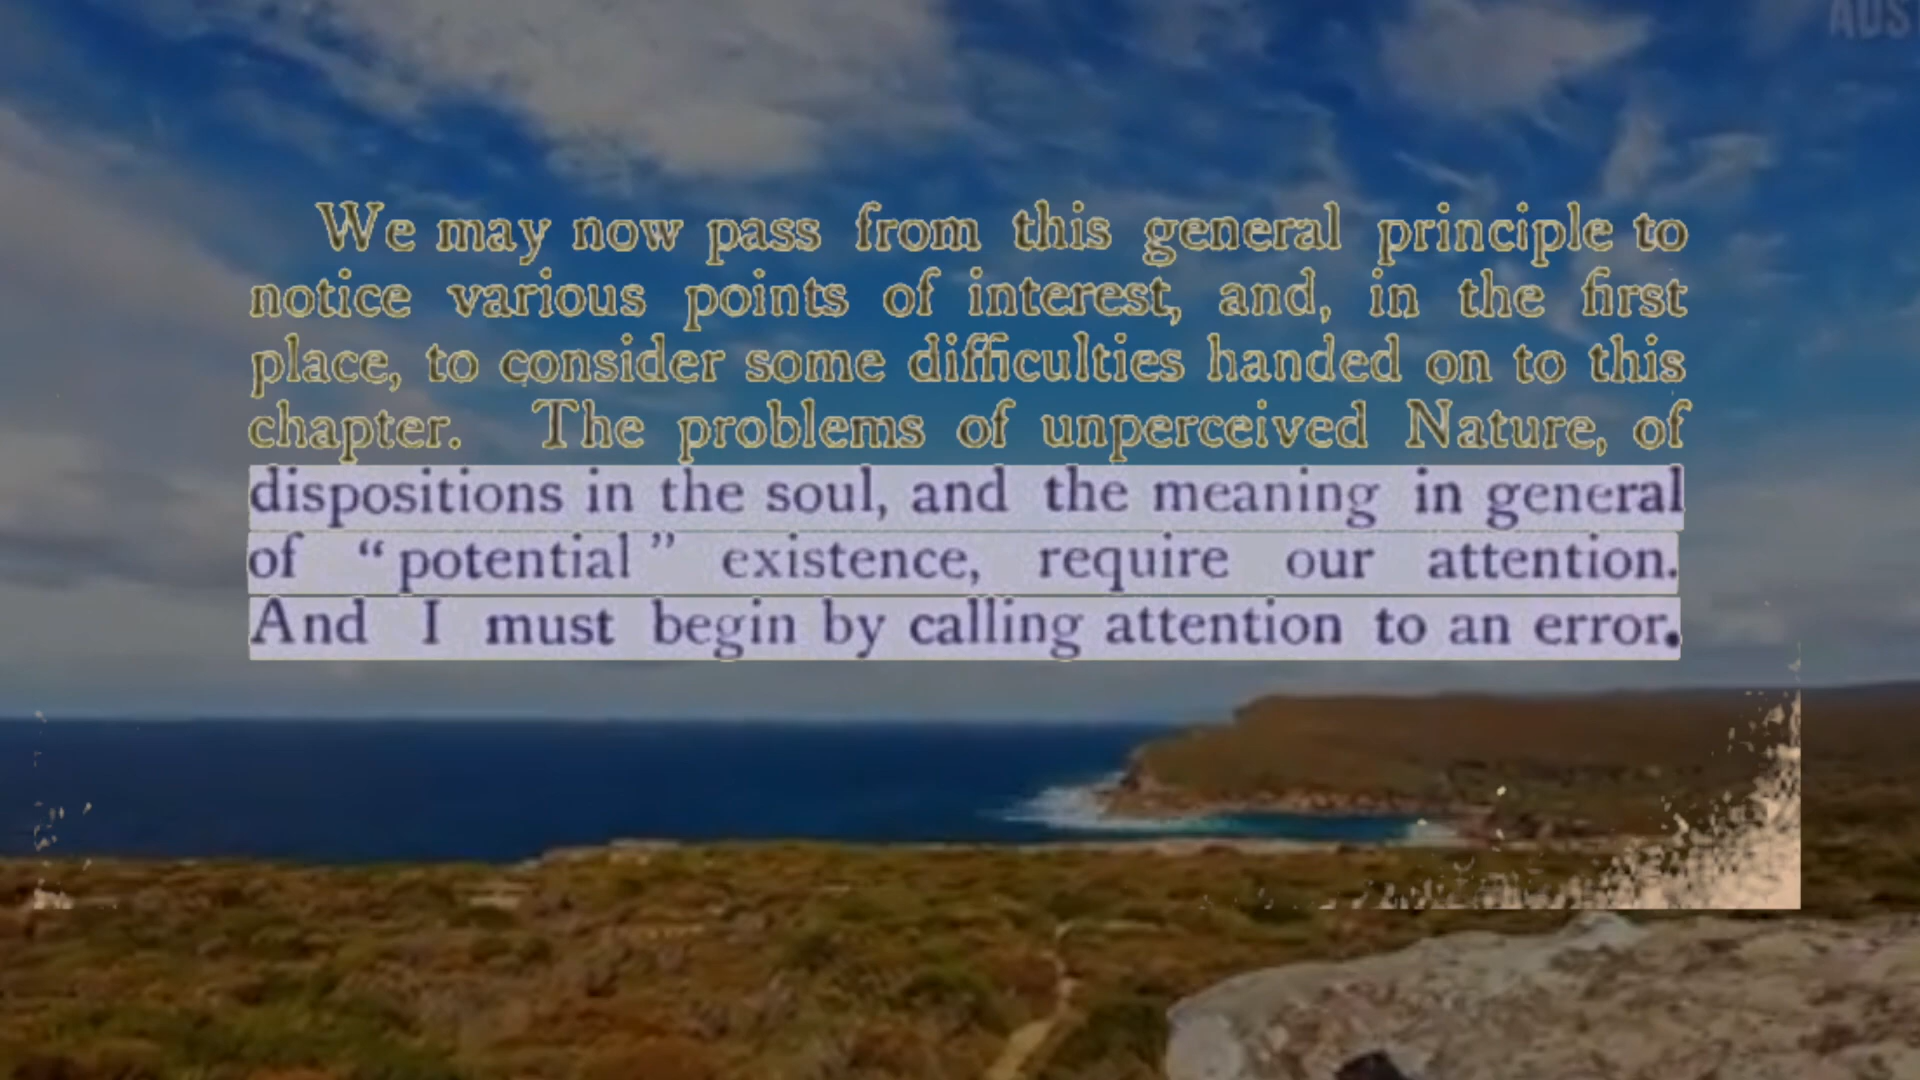 ADS
We may now pass from this general principle to
notice various points of interest, and, in the first
place, to consider some difficulties handed on to this
chapter. The problems of unperceived Nature, of
dispositions in the soul, and the meaning in general
of “potential” existence, require our attention.
And I must begin by calling attention to an error.